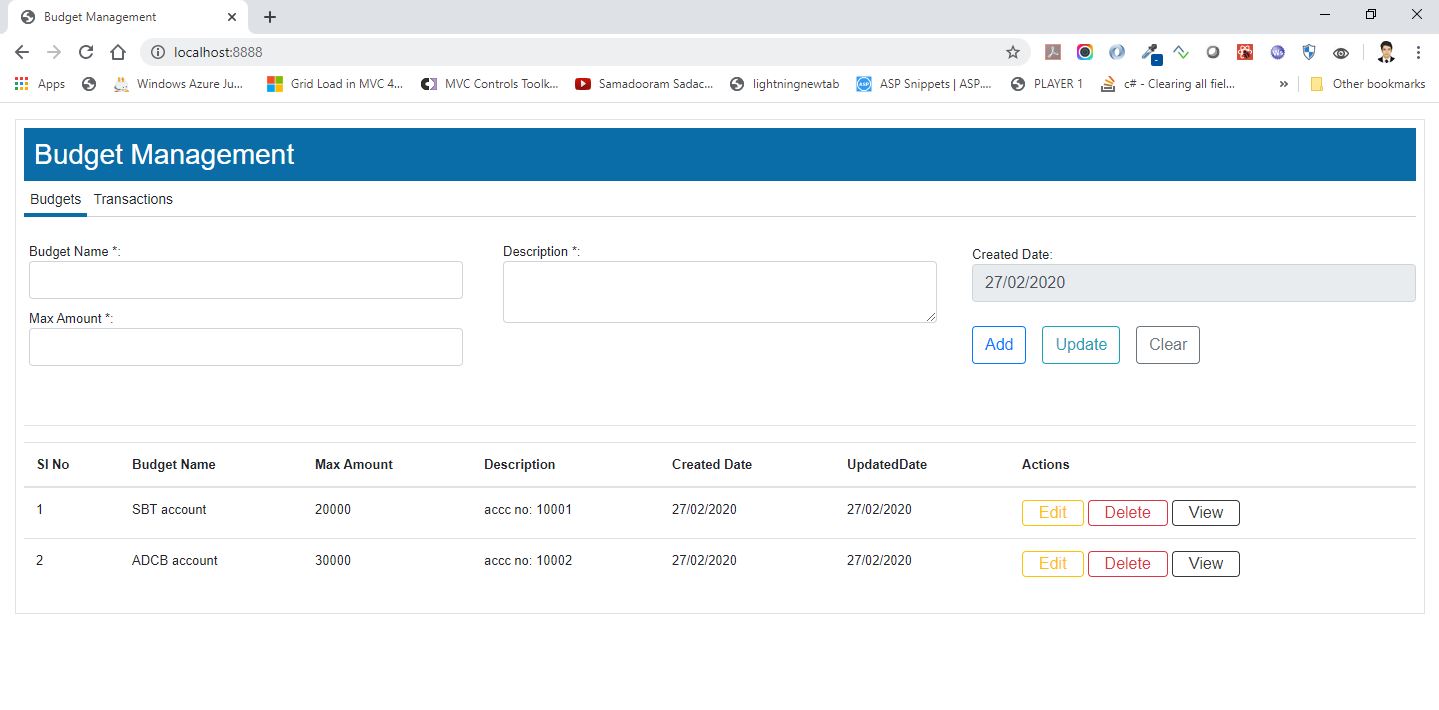 Budget Management
localhost:8888
Apps Windows Azure Ju... Grid Load in MVC 4... MVC Controls Toolk... Samadooram Sadac... lightningnewtab ASP Snippets | ASP.... PLAYER 1 c# - Clearing all fiel... » Other bookmarks
Budget Management
Budgets Transactions
Budget Name *: Description *: Created Date:
27/02/2020
Max Amount *:
Add Update Clear
Sl No Budget Name Max Amount Description Created Date UpdatedDate Actions
1 SBT account 20000 accc no: 10001 27/02/2020 27/02/2020 Edit Delete View
2 ADCB account 30000 accc no: 10002 27/02/2020 27/02/2020 Edit Delete View